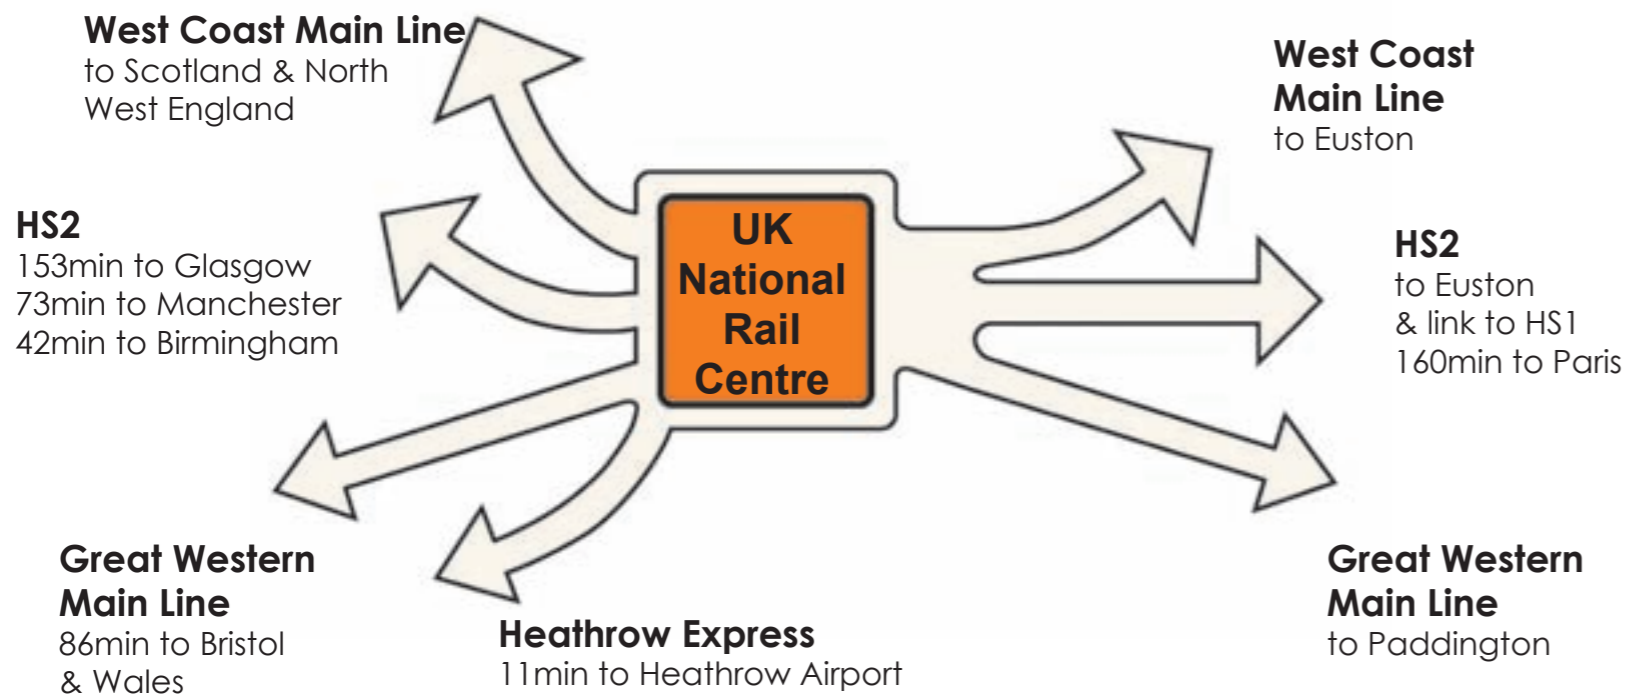 West Coast Main Line
to Scotland & North
West England
HS2
153min to Glasgow
73min to Manchester
42min to Birmingham
Great Western
Main Line
86min to Bristol
& Wales
Heathrow Express
11min to Heathrow Airport
UK
National
Rail
Centre
West Coast
Main Line
to Euston
HS2
to Euston
& link to HS1
160min to Paris
Great Western
Main Line
to Paddington